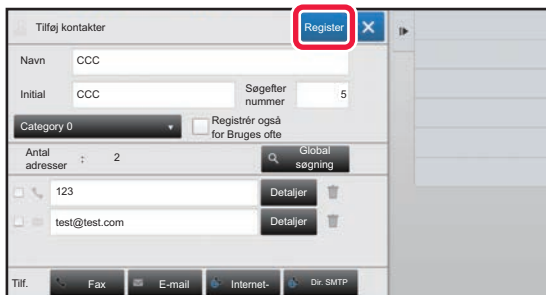 Tilføj kontakter
Register
Navn
CCC
Initial
CCC
Søgefter
nummer
5
Category 0
Registrér også
for Bruges ofte
Antal
adresser
:
2
Global
søgning
123
Detaljer
test@test.com
Detaljer
Tilf.
Fax
E-mail
Internet-
Dir. SMTP